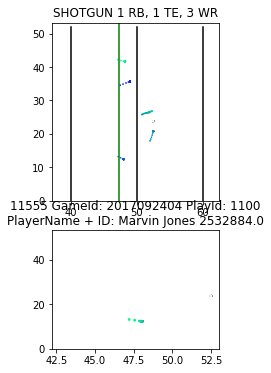 SHOTGUN 1 RB, 1 TE, 3 WR
50
40
30
20
10
0
40 50 60
11555 GameId: 2017092404 PlayId: 1100
PlayerName + ID: Marvin Jones 2532884.0
40
20
0
42.5 45.0 47.5 50.0 52.5